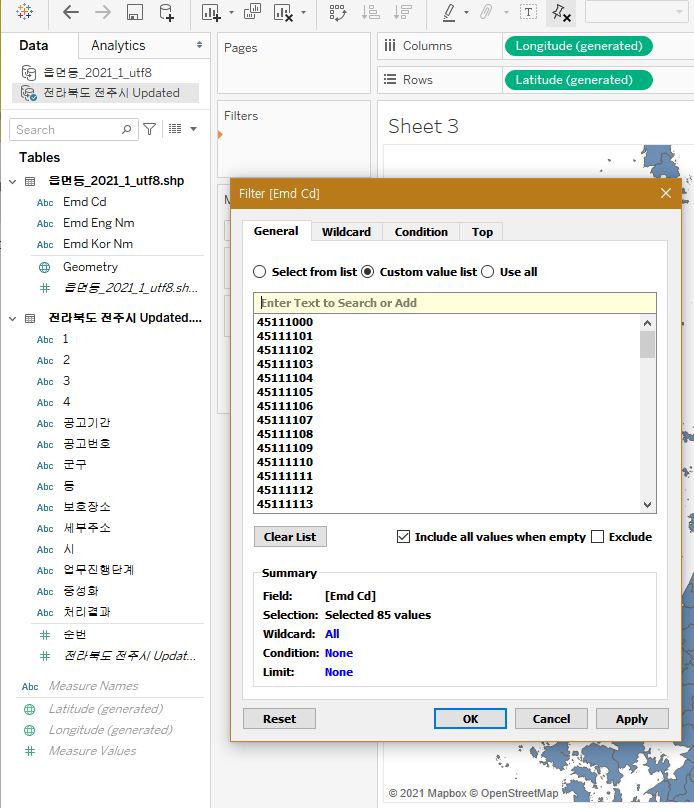 Data
Analytics
Pages
Columns
Longitude (generated)
Rows
Latitude (generated)
읍면동_2021_1_utf8
전라북도 전주시 Updated
Search
Filters
Sheet 3
Tables
읍면동_2021_1_utf8.shp
Abc Emd Cd
Abc Emd Eng Nm
Abc Emd Kor Nm
Geometry
읍면동_2021_1_utf8.sh...
전라북도 전주시 Updated....
Abc 1
Abc 2
Abc 3
Abc 4
Abc 공고기간
Abc 공고번호
Abc 군구
Abc 동
Abc 보호장소
Abc 세부주소
Abc 시
Abc 업무진행단계
Abc 중성화
Abc 처리결과
# 순번
# 전라북도 전주시 Updat...
Abc Measure Names
Latitude (generated)
Longitude (generated)
# Measure Values
Filter [Emd Cd]
General
Wildcard
Condition
Top
Select from list
Custom value list
Use all
Enter Text to Search or Add
45111000
45111101
45111102
45111103
45111104
45111105
45111106
45111107
45111108
45111109
45111110
45111111
45111112
45111113
Clear List
Include all values when empty
Exclude
Summary
Field: [Emd Cd]
Selection: Selected 85 values
Wildcard: All
Condition: None
Limit: None
Reset
OK
Cancel
Apply
© 2021 Mapbox © OpenStreetMap